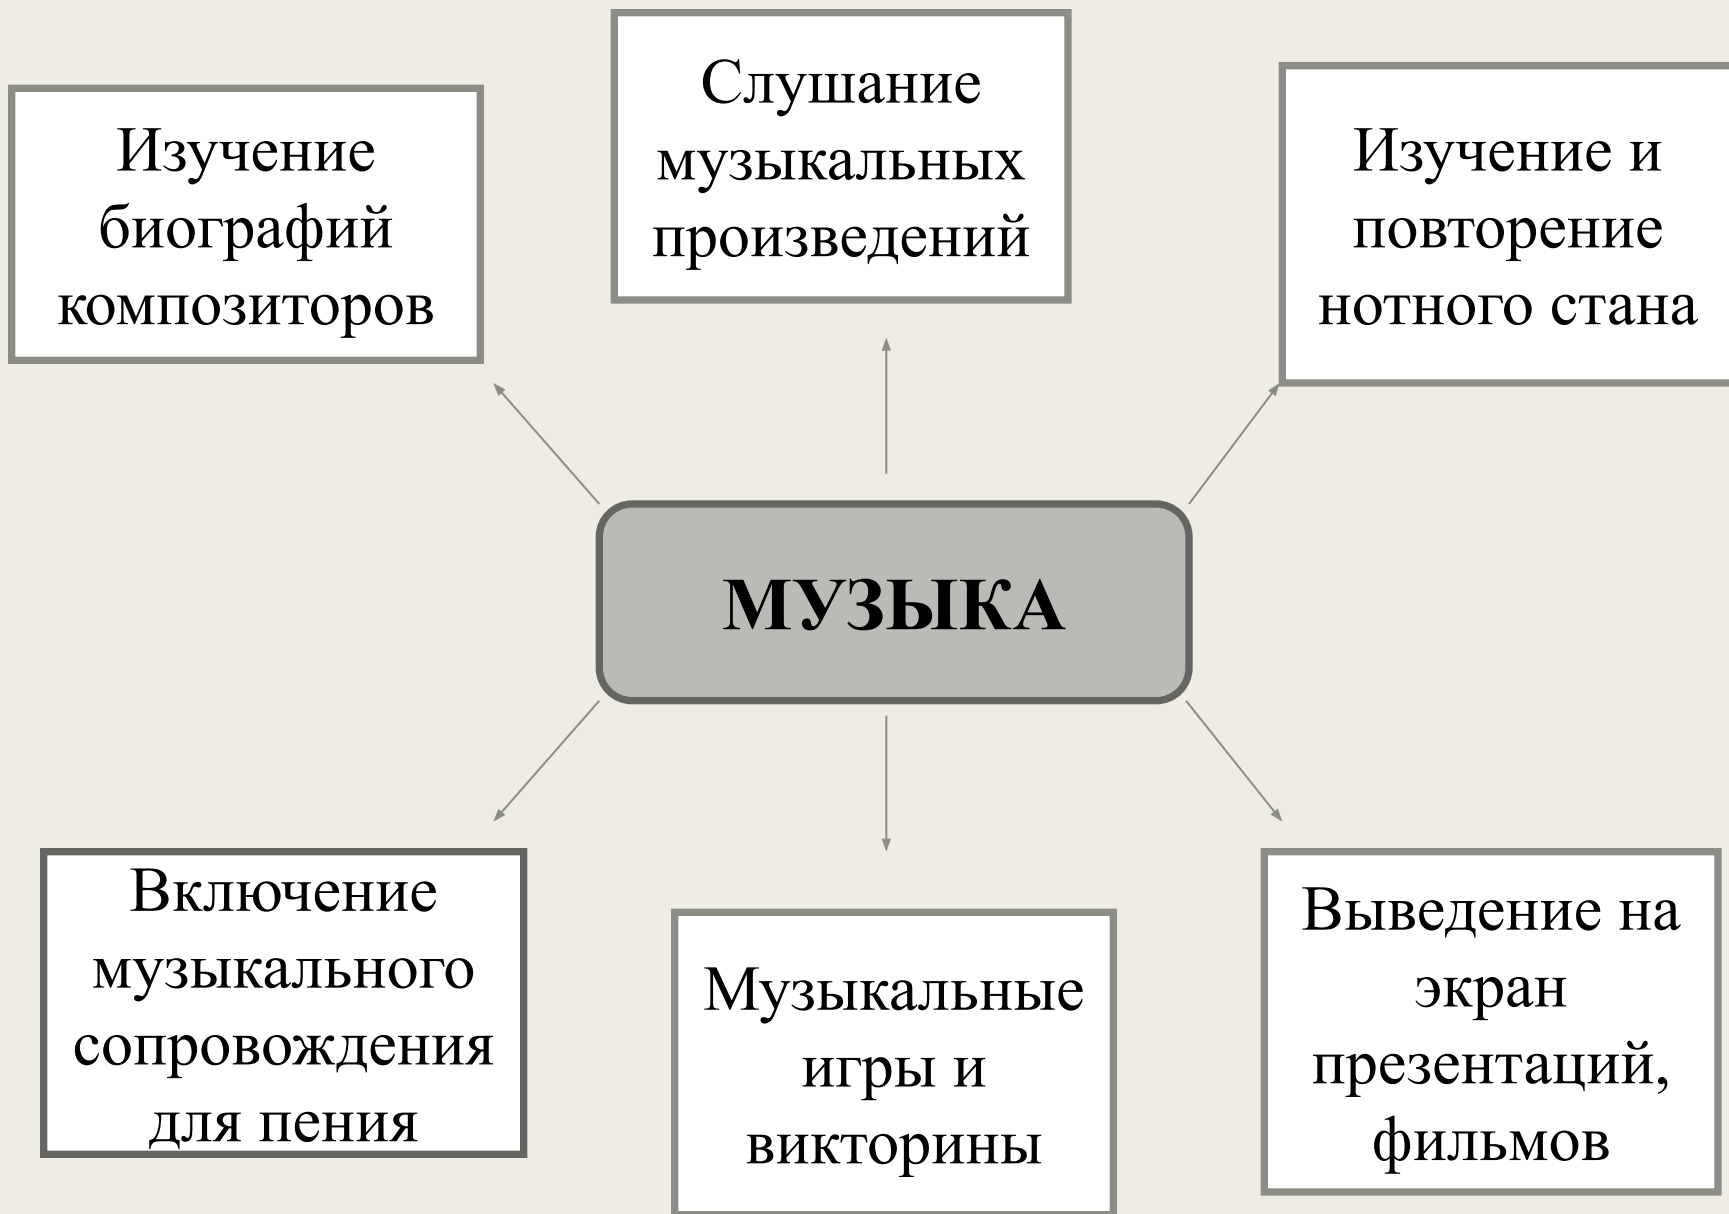 Изучение
биографий
композиторов
Слушание
музыкальных
произведений
Изучение и
повторение
нотного стана
МУЗЫКА
Включение
музыкального
сопровождения
для пения
Музыкальные
игры и
викторины
Выведение на
экран
презентаций,
фильмов